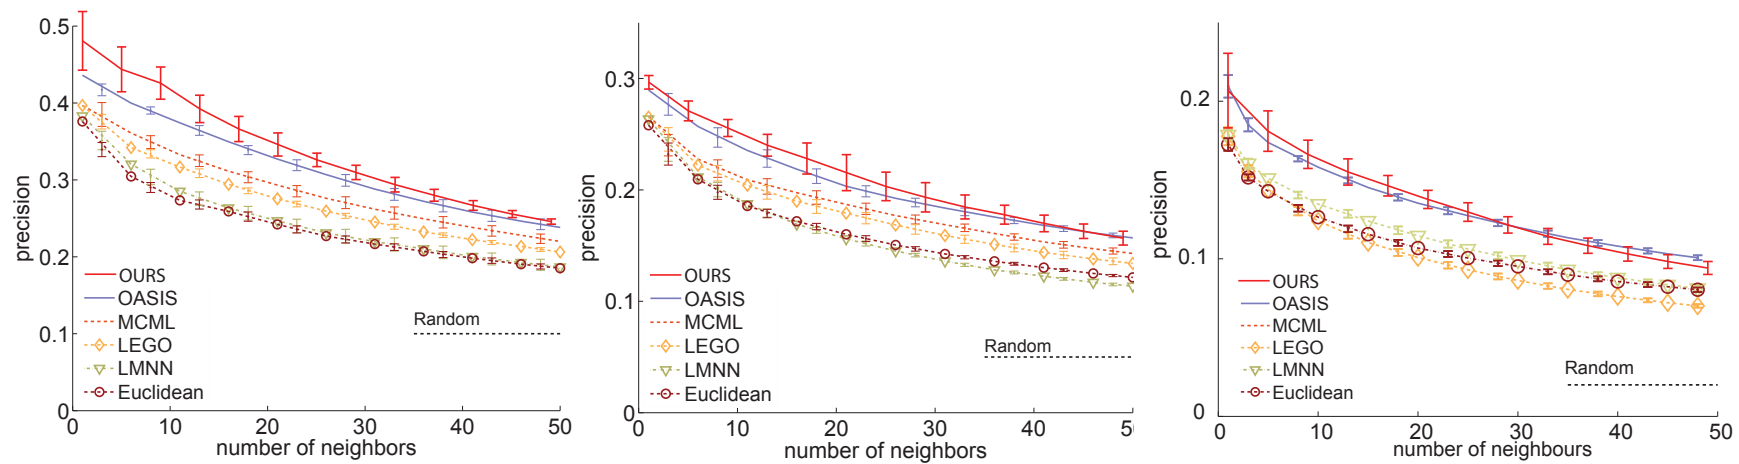 0.5
0.4
0.3
0.2
0.1
0
precision
OURS
OASIS
MCML
LEGO
LMNN
Euclidean
Random
0 10 20 30 40 50
number of neighbors
0.3
0.2
0.1
0
precision
OURS
OASIS
MCML
LEGO
LMNN
Euclidean
Random
0 10 20 30 40
number of neighbors
0.2
0.1
0
precision
OURS
OASIS
MCML
LEGO
LMNN
Euclidean
Random
0 10 20 30 40 50
number of neighbours